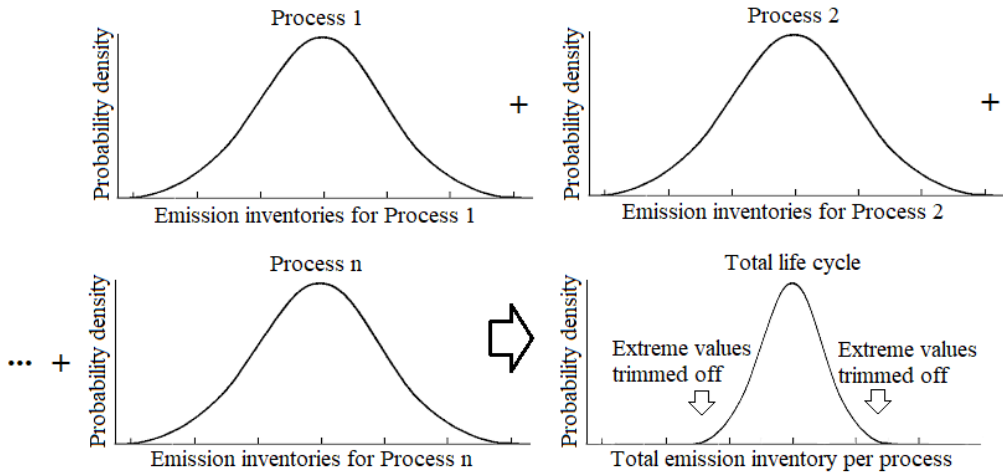 Process 1
Probability density
Emission inventories for Process 1
+
Process 2
Probability density
Emission inventories for Process 2
+
... +
Process n
Probability density
Emission inventories for Process n
Total life cycle
Probability density
Extreme values
trimmed off
Extreme values
trimmed off
Total emission inventory per process